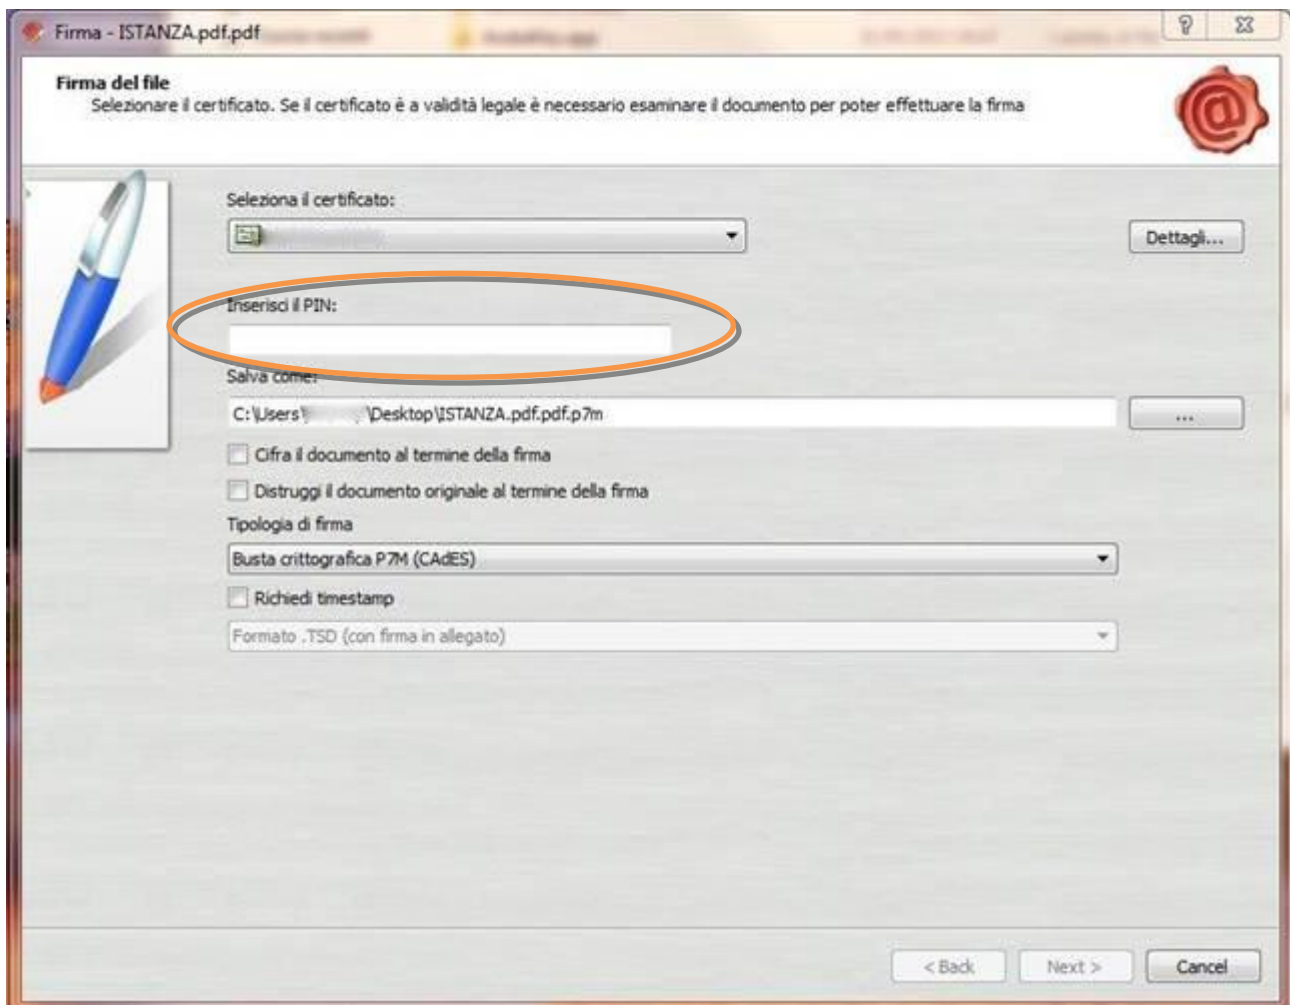 Firma - ISTANZA.pdf.pdf
Firma del file
Selezionare il certificato. Se il certificato è a validità legale è necessario esaminare il documento per poter effettuare la firma
Seleziona il certificato:
Dettagli...
Inserisci il PIN:
Salva come:
C:\Users\ \Desktop\ISTANZA.pdf.pdf.p7m
...
Cifra il documento al termine della firma
Distruggi il documento originale al termine della firma
Tipologia di firma
Busta crittografica P7M (CAdES)
Richiedi timestamp
Formato .TSD (con firma in allegato)
< Back Next > Cancel